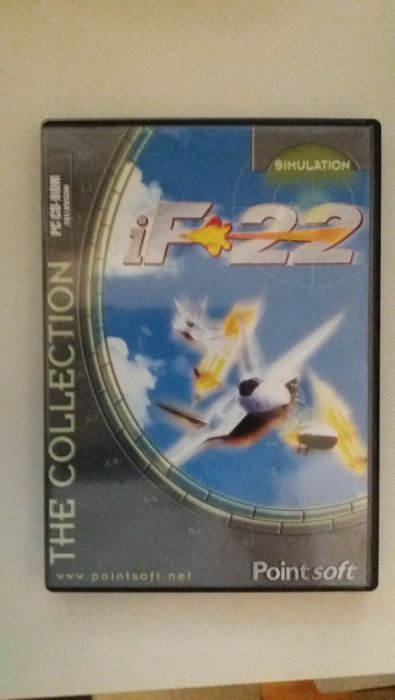 SIMULATION
iF-22
PC CD-ROM
THE COLLECTION
www.pointsoft.net
Pointsoft